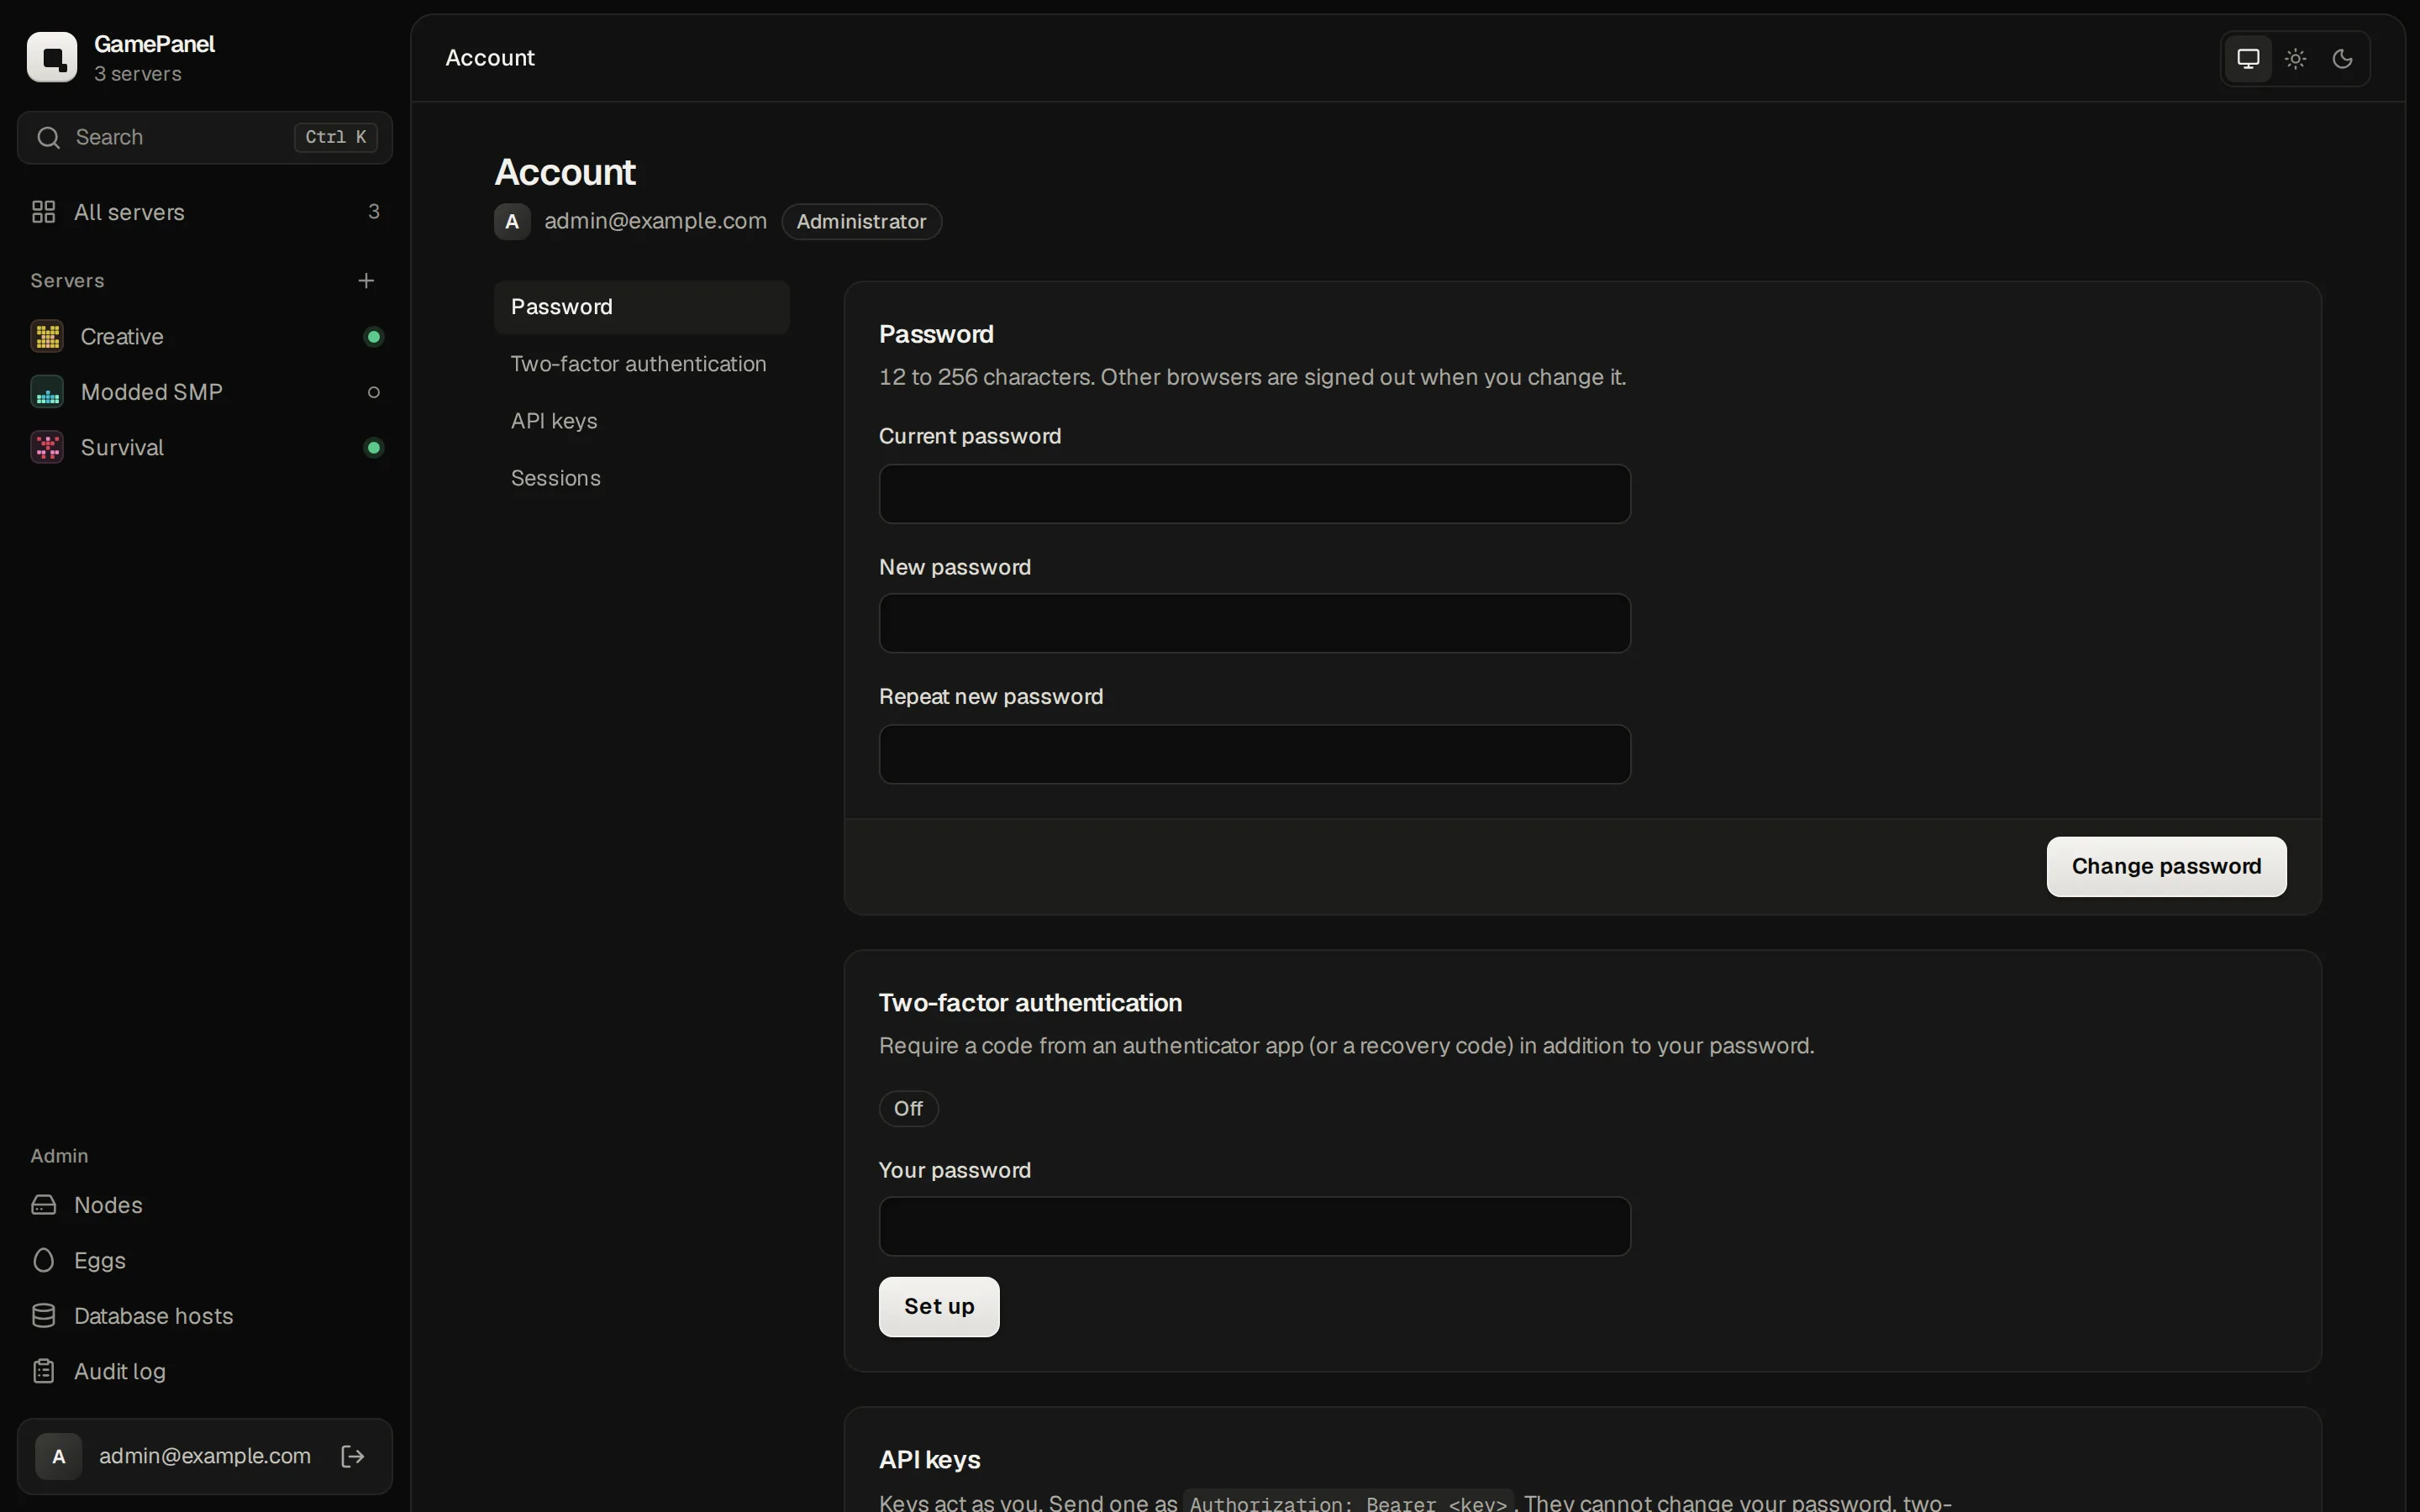 GamePanel
3 servers
Search
Ctrl K
All servers
3
Servers
Creative
Modded SMP
Survival
Admin
Nodes
Eggs
Database hosts
Audit log
A
admin@example.com
Account
Account
A
admin@example.com
Administrator
Password
Two-factor authentication
API keys
Sessions
Password
12 to 256 characters. Other browsers are signed out when you change it.
Current password
New password
Repeat new password
Change password
Two-factor authentication
Require a code from an authenticator app (or a recovery code) in addition to your password.
Off
Your password
Set up
API keys
Keys act as you. Send one as Authorization: Bearer <key>. They cannot change your password, two-